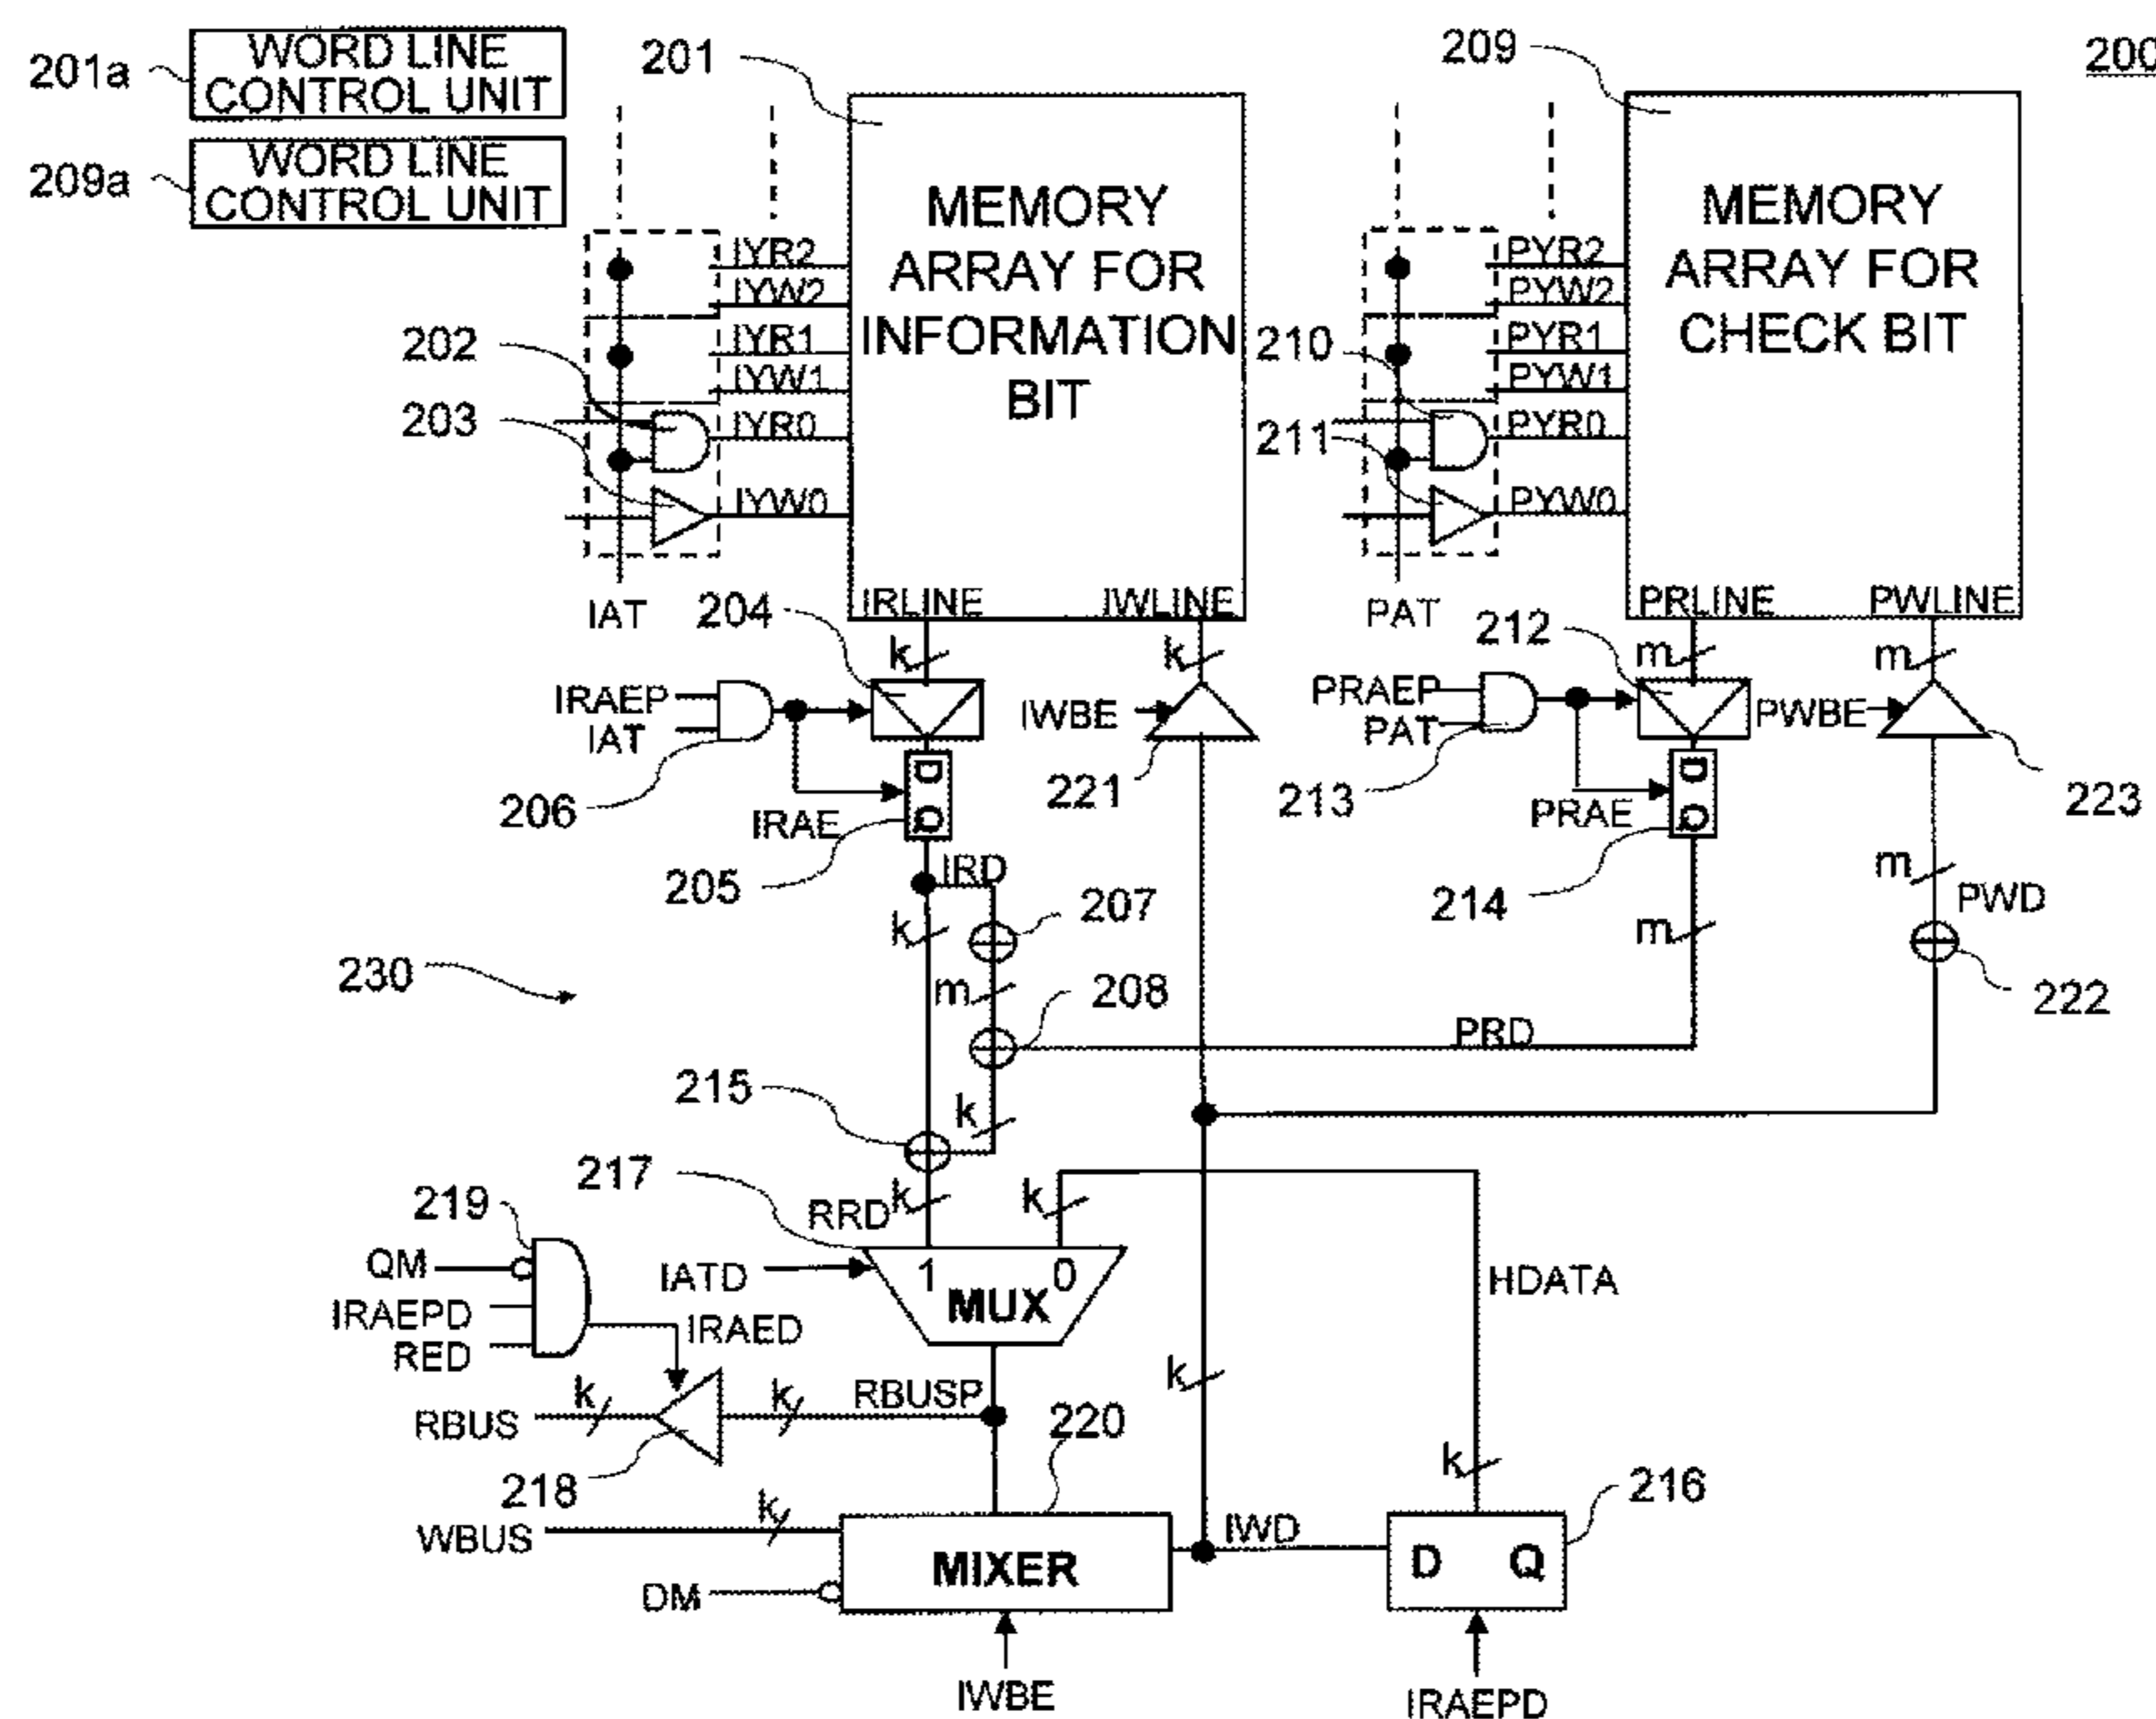 201a
WORD LINE
CONTROL UNIT
209a
WORD LINE
CONTROL UNIT
201
209
200
MEMORY
ARRAY FOR
INFORMATION
BIT
MEMORY
ARRAY FOR
CHECK BIT
IYR2
IYW2
IYR1
IYW1
IYR0
IYW0
202
203
IAT
PYR2
PYW2
PYR1
PYW1
PYR0
PYW0
210
211
PAT
IRLINE
IWLINE
PRLINE
PWLINE
204
k
k
212
m
m
IRAEP
IAT
206
IWBE
221
PRAEP
PAT
213
PWBE
223
D
Q
IRAE
205
D
Q
PRAE
214
IRD
k
207
m
208
k
m
PRD
m
PWD
222
230
215
217
RRD
k
k
219
QM
IRAEPD
RED
IATD
1
0
MUX
HDATA
IRAED
RBUS
k
k
RBUSP
218
220
k
k
216
WBUS
k
MIXER
IWD
D
Q
DM
IWBE
IRAEPD